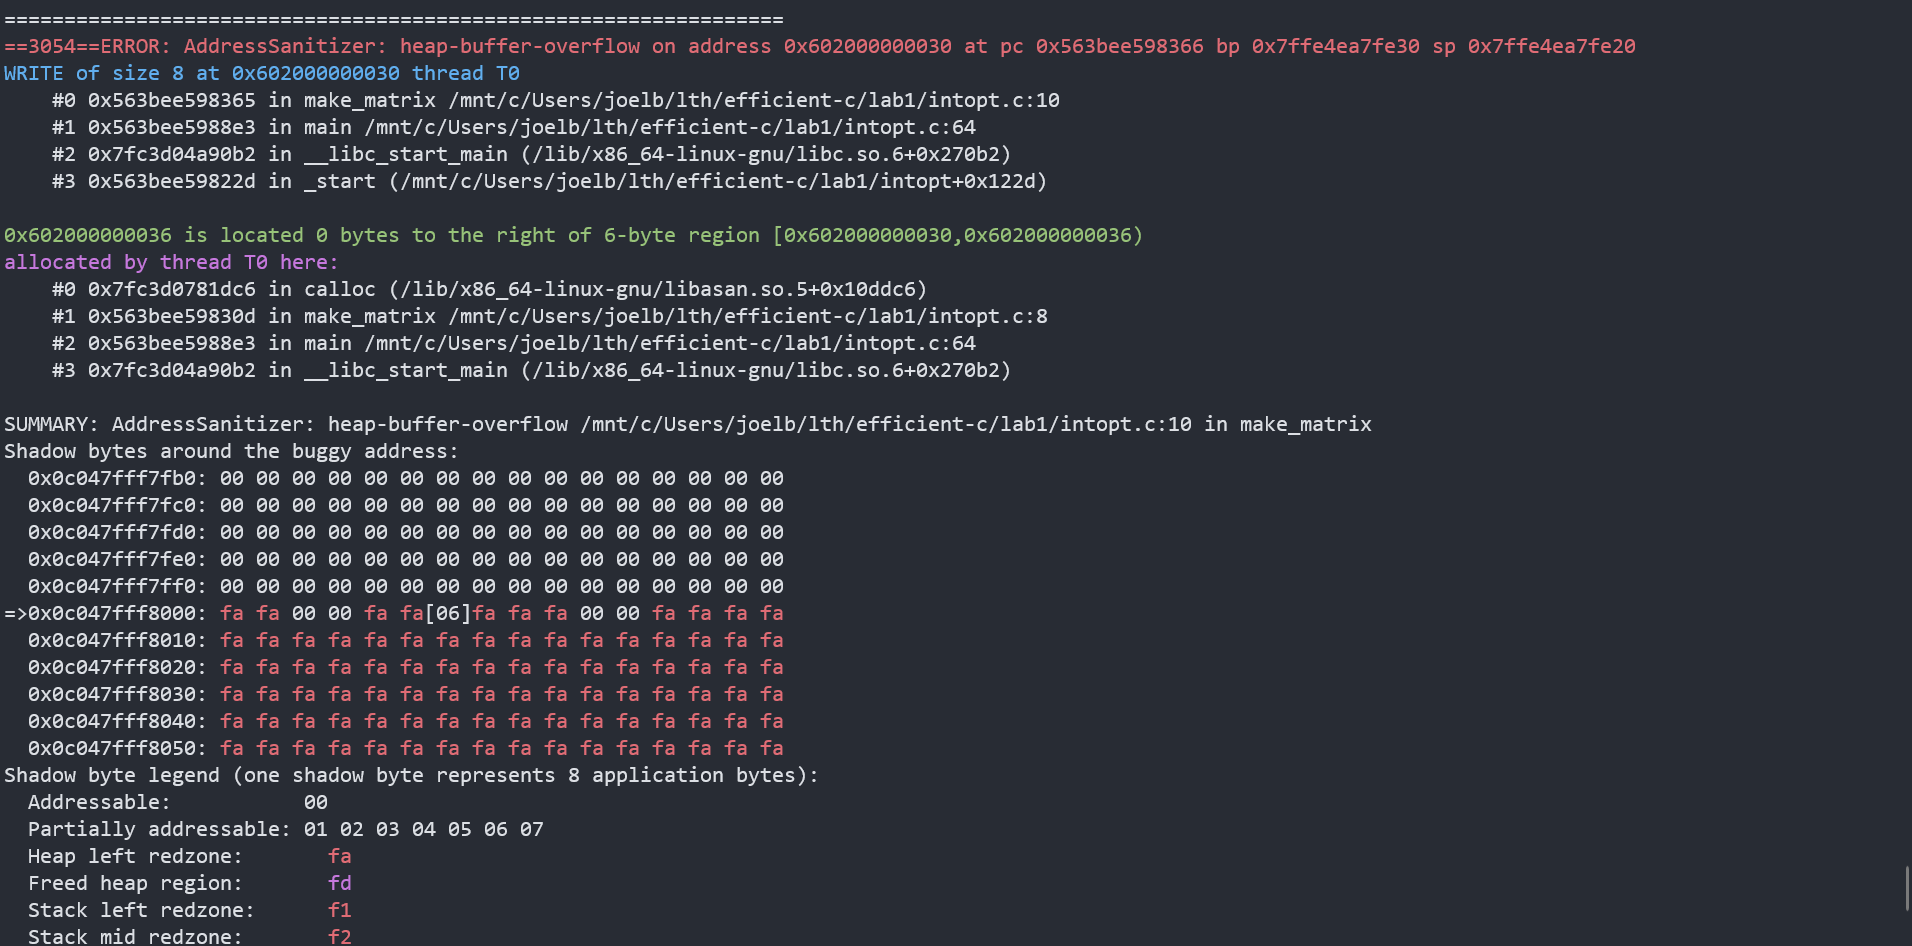 =================================================================
==3054==ERROR: AddressSanitizer: heap-buffer-overflow on address 0x602000000030 at pc 0x563bee598366 bp 0x7ffe4ea7fe30 sp 0x7ffe4ea7fe20
WRITE of size 8 at 0x602000000030 thread T0
    #0 0x563bee598365 in make_matrix /mnt/c/Users/joelb/lth/efficient-c/lab1/intopt.c:10
    #1 0x563bee5988e3 in main /mnt/c/Users/joelb/lth/efficient-c/lab1/intopt.c:64
    #2 0x7fc3d04a90b2 in __libc_start_main (/lib/x86_64-linux-gnu/libc.so.6+0x270b2)
    #3 0x563bee59822d in _start (/mnt/c/Users/joelb/lth/efficient-c/lab1/intopt+0x122d)

0x602000000036 is located 0 bytes to the right of 6-byte region [0x602000000030,0x602000000036)
allocated by thread T0 here:
    #0 0x7fc3d0781dc6 in calloc (/lib/x86_64-linux-gnu/libasan.so.5+0x10ddc6)
    #1 0x563bee59830d in make_matrix /mnt/c/Users/joelb/lth/efficient-c/lab1/intopt.c:8
    #2 0x563bee5988e3 in main /mnt/c/Users/joelb/lth/efficient-c/lab1/intopt.c:64
    #3 0x7fc3d04a90b2 in __libc_start_main (/lib/x86_64-linux-gnu/libc.so.6+0x270b2)

SUMMARY: AddressSanitizer: heap-buffer-overflow /mnt/c/Users/joelb/lth/efficient-c/lab1/intopt.c:10 in make_matrix
Shadow bytes around the buggy address:
  0x0c047fff7fb0: 00 00 00 00 00 00 00 00 00 00 00 00 00 00 00 00
  0x0c047fff7fc0: 00 00 00 00 00 00 00 00 00 00 00 00 00 00 00 00
  0x0c047fff7fd0: 00 00 00 00 00 00 00 00 00 00 00 00 00 00 00 00
  0x0c047fff7fe0: 00 00 00 00 00 00 00 00 00 00 00 00 00 00 00 00
  0x0c047fff7ff0: 00 00 00 00 00 00 00 00 00 00 00 00 00 00 00 00
=>0x0c047fff8000: fa fa 00 00 fa fa[06]fa fa fa 00 00 fa fa fa fa
  0x0c047fff8010: fa fa fa fa fa fa fa fa fa fa fa fa fa fa fa fa
  0x0c047fff8020: fa fa fa fa fa fa fa fa fa fa fa fa fa fa fa fa
  0x0c047fff8030: fa fa fa fa fa fa fa fa fa fa fa fa fa fa fa fa
  0x0c047fff8040: fa fa fa fa fa fa fa fa fa fa fa fa fa fa fa fa
  0x0c047fff8050: fa fa fa fa fa fa fa fa fa fa fa fa fa fa fa fa
Shadow byte legend (one shadow byte represents 8 application bytes):
  Addressable:           00
  Partially addressable: 01 02 03 04 05 06 07
  Heap left redzone:       fa
  Freed heap region:       fd
  Stack left redzone:      f1
  Stack mid redzone:       f2